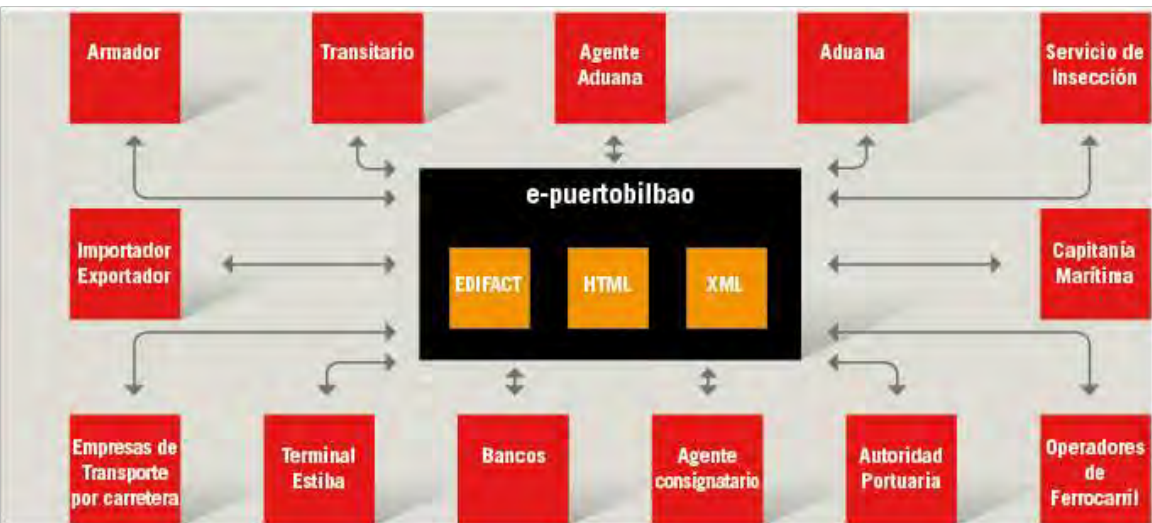 Armador
Transitario
Agente
Aduana
Aduana
Servicio de
Insección
e-puertobilbao
Importador
Exportador
EDIFACT
HTML
XML
Capitanía
Marítima
Empresas de
Transporte
por carretera
Terminal
Estiba
Bancos
Agente
consignatario
Autoridad
Portuaria
Operadores
de
Ferrocarril